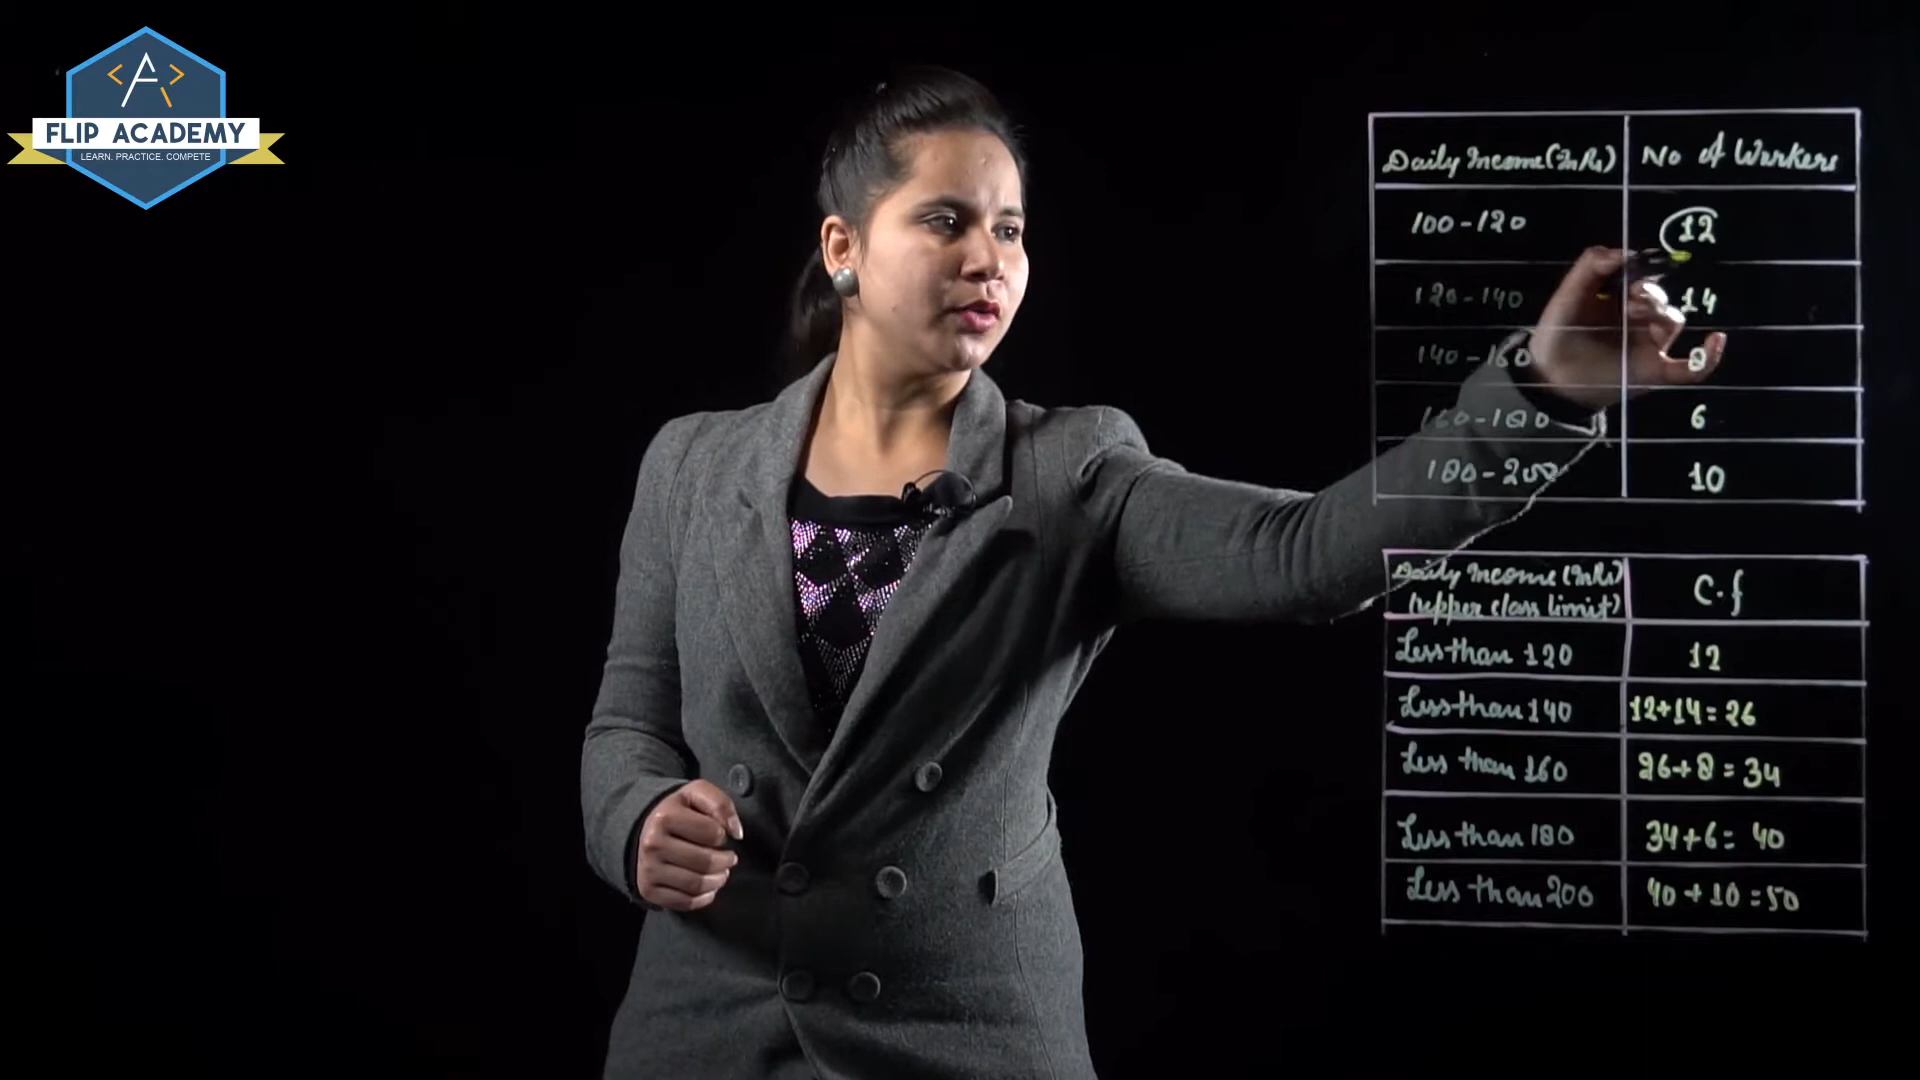 FLIP ACADEMY
LEARN. PRACTICE. COMPETE
Daily Income (In Rs) No of Workers
100-120 12
120-140 14
140-160 8
160-180 6
180-200 10
Daily Income (In Rs) C.f
(upper class limit)
Less than 120 12
Less than 140 12+14=26
Less than 160 26+8=34
Less than 180 34+6=40
Less than 200 40+10=50